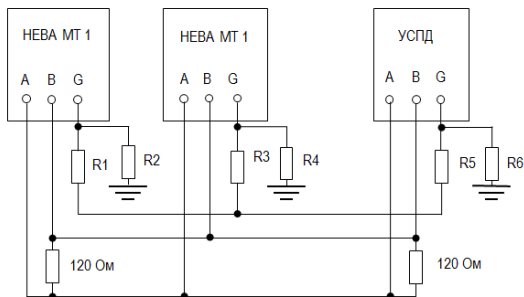 НЕВА МТ 1
НЕВА МТ 1
УСПД
A B G
A B G
A B G
R1
R2
R3
R4
R5
R6
120 Ом
120 Ом